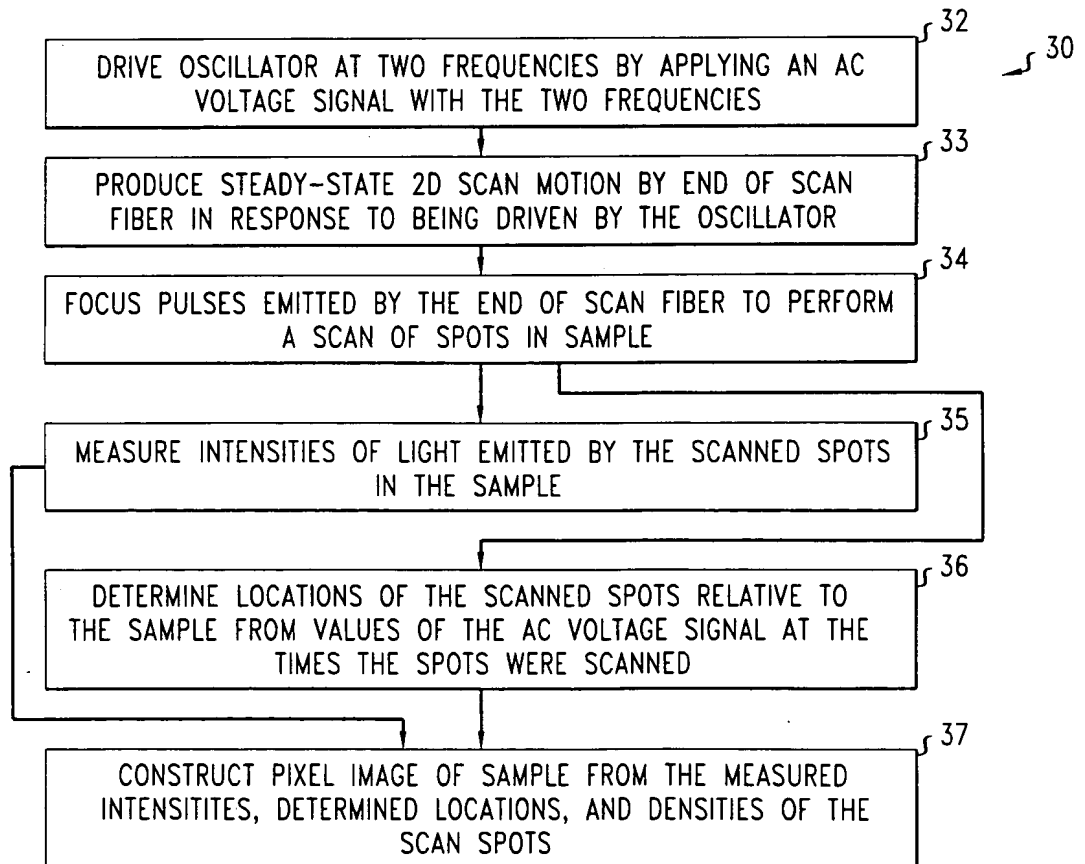 32
30
DRIVE OSCILLATOR AT TWO FREQUENCIES BY APPLYING AN AC
VOLTAGE SIGNAL WITH THE TWO FREQUENCIES
33
PRODUCE STEADY-STATE 2D SCAN MOTION BY END OF SCAN
FIBER IN RESPONSE TO BEING DRIVEN BY THE OSCILLATOR
34
FOCUS PULSES EMITTED BY THE END OF SCAN FIBER TO PERFORM
A SCAN OF SPOTS IN SAMPLE
35
MEASURE INTENSITIES OF LIGHT EMITTED BY THE SCANNED SPOTS
IN THE SAMPLE
36
DETERMINE LOCATIONS OF THE SCANNED SPOTS RELATIVE TO
THE SAMPLE FROM VALUES OF THE AC VOLTAGE SIGNAL AT THE
TIMES THE SPOTS WERE SCANNED
37
CONSTRUCT PIXEL IMAGE OF SAMPLE FROM THE MEASURED
INTENSITITES, DETERMINED LOCATIONS, AND DENSITIES OF THE
SCAN SPOTS